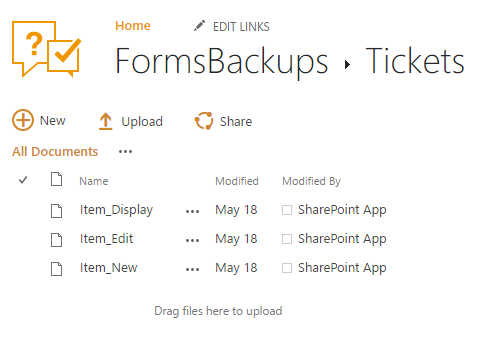 Home EDIT LINKS
FormsBackups ▸ Tickets
New Upload Share
All Documents ...
Name Modified Modified By
Item_Display ... May 18 SharePoint App
Item_Edit ... May 18 SharePoint App
Item_New ... May 18 SharePoint App
Drag files here to upload